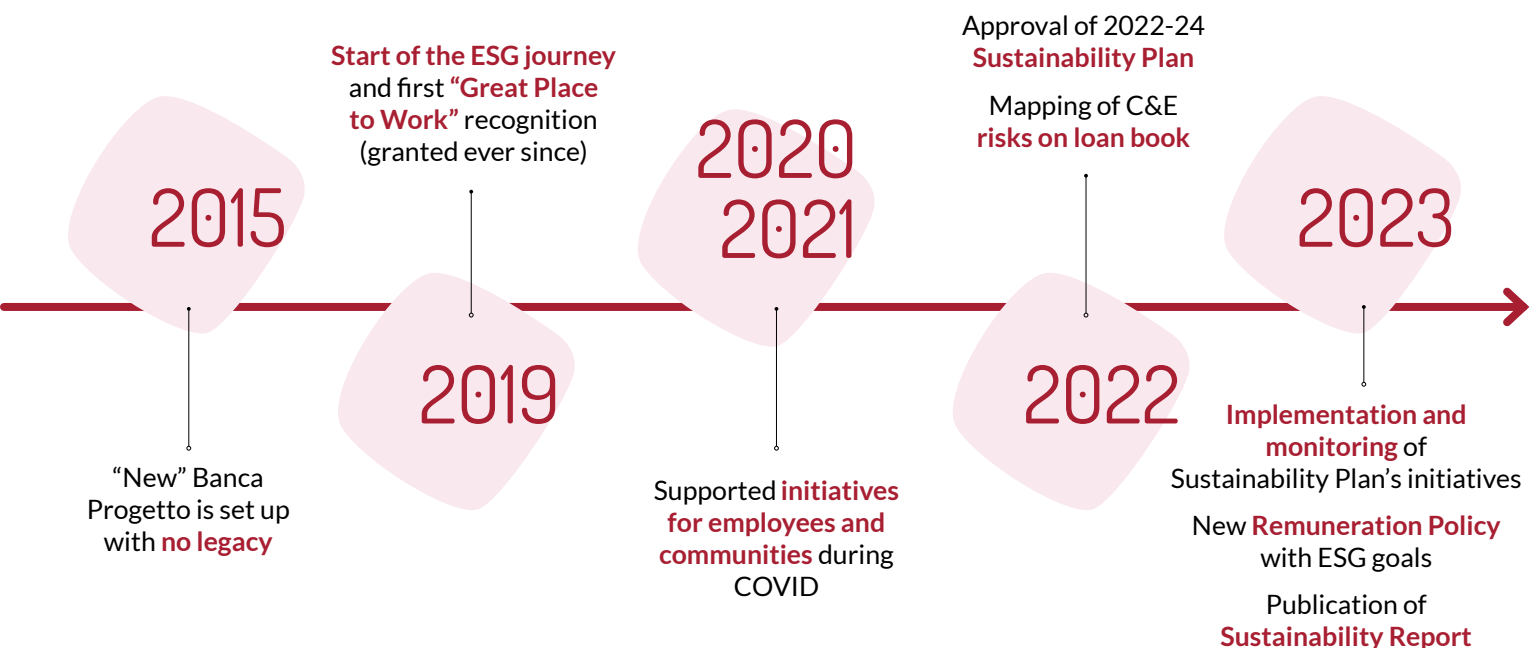 2015
“New” Banca
Progetto is set up
with no legacy
Start of the ESG journey
and first “Great Place
to Work” recognition
(granted ever since)
2019
2020
2021
Supported initiatives
for employees and
communities during
COVID
Approval of 2022-24
Sustainability Plan
Mapping of C&E
risks on loan book
2022
2023
Implementation and
monitoring of
Sustainability Plan’s initiatives
New Remuneration Policy
with ESG goals
Publication of
Sustainability Report